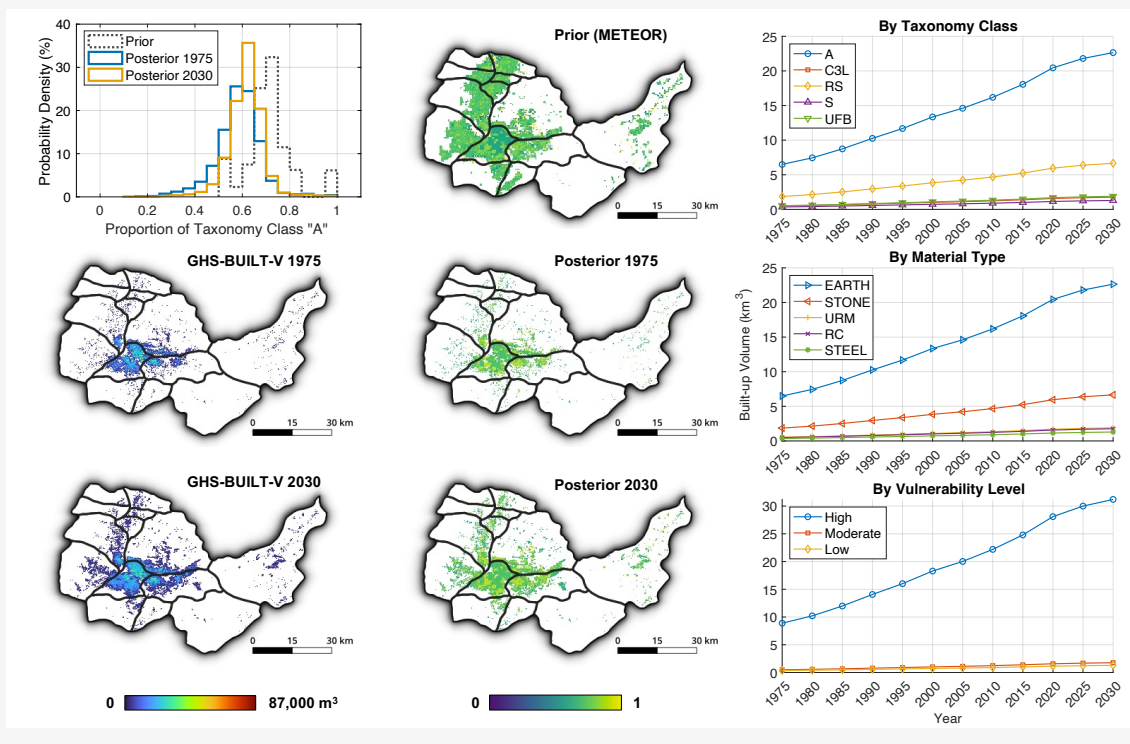 40
30
20
10
0
Probability Density (%)
Prior
Posterior 1975
Posterior 2030
0
0.2
0.4
0.6
0.8
1
Proportion of Taxonomy Class "A"
Prior (METEOR)
0 15 30 km
By Taxonomy Class
25
20
15
10
5
0
A
C3L
RS
S
UFB
1975 1980 1985 1990 1995 2000 2005 2010 2015 2020 2025 2030
GHS-BUILT-V 1975
0 15 30 km
Posterior 1975
0 15 30 km
By Material Type
Built-up Volume (km3)
25
20
15
10
5
0
EARTH
STONE
URM
RC
STEEL
1975 1980 1985 1990 1995 2000 2005 2010 2015 2020 2025 2030
GHS-BUILT-V 2030
0 15 30 km
Posterior 2030
0 15 30 km
By Vulnerability Level
30
25
20
15
10
5
0
High
Moderate
Low
1975 1980 1985 1990 1995 2000 2005 2010 2015 2020 2025 2030
Year
0 87,000 m3
0 1